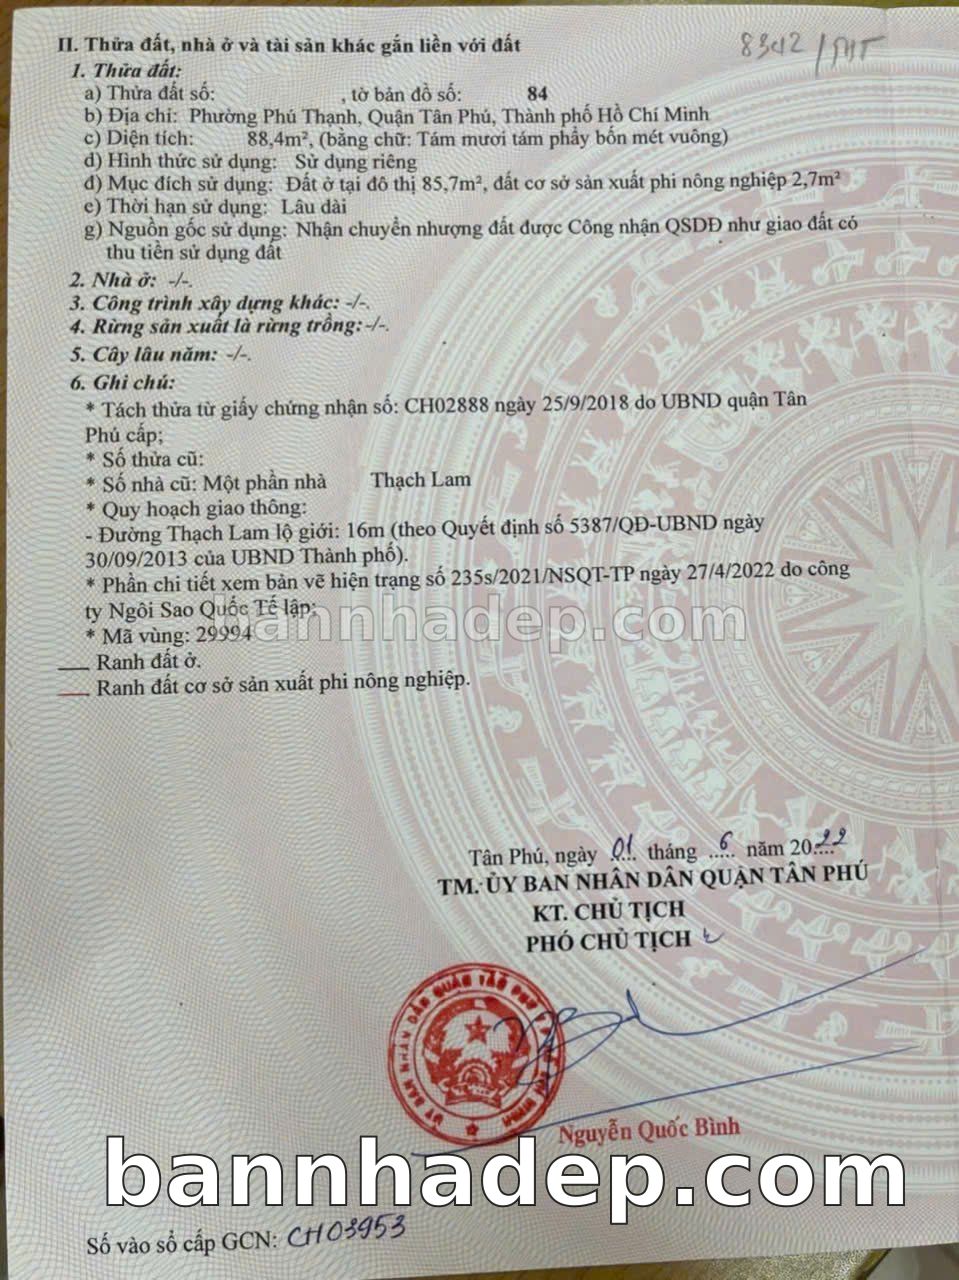 8342/PHT
II. Thửa đất, nhà ở và tài sản khác gắn liền với đất
1. Thửa đất:
a) Thửa đất số: , tờ bản đồ số: 84
b) Địa chỉ: Phường Phú Thạnh, Quận Tân Phú, Thành phố Hồ Chí Minh
c) Diện tích: 88,4m², (bằng chữ: Tám mươi tám phẩy bốn mét vuông)
d) Hình thức sử dụng: Sử dụng riêng
đ) Mục đích sử dụng: Đất ở tại đô thị 85,7m², đất cơ sở sản xuất phi nông nghiệp 2,7m²
e) Thời hạn sử dụng: Lâu dài
g) Nguồn gốc sử dụng: Nhận chuyển nhượng đất được Công nhận QSDĐ như giao đất có
thu tiền sử dụng đất
2. Nhà ở: -/-.
3. Công trình xây dựng khác: -/-.
4. Rừng sản xuất là rừng trồng:-/-.
5. Cây lâu năm: -/-.
6. Ghi chú:
* Tách thửa từ giấy chứng nhận số: CH02888 ngày 25/9/2018 do UBND quận Tân
Phú cấp;
* Số thửa cũ:
* Số nhà cũ: Một phần nhà Thạch Lam
* Quy hoạch giao thông:
- Đường Thạch Lam lộ giới: 16m (theo Quyết định số 5387/QĐ-UBND ngày
30/09/2013 của UBND Thành phố).
* Phần chi tiết xem bản vẽ hiện trạng số 235s/2021/NSQT-TP ngày 27/4/2022 do công
ty Ngôi Sao Quốc Tế lập;
bannhadep.com
* Mã vùng: 29994
Ranh đất ở.
Ranh đất cơ sở sản xuất phi nông nghiệp.
Tân Phú, ngày 01 tháng 6 năm 2022
TM. ỦY BAN NHÂN DÂN QUẬN TÂN PHÚ
KT. CHỦ TỊCH
PHÓ CHỦ TỊCH
Nguyễn Quốc Bình
bannhadep.com
Số vào sổ cấp GCN: CH03953